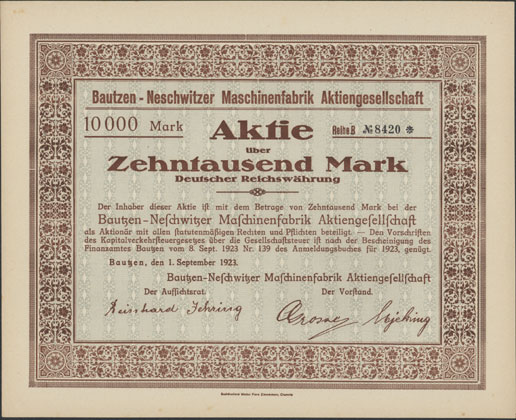 Bautzen - Neschwitzer Maschinenfabrik Aktiengesellschaft
10000 Mark Aktie Reihe B №8420 *
über
Zehntausend Mark
Deutscher Reichswährung
Der Inhaber dieser Aktie ist mit dem Betrage von Zehntausend Mark bei der
Bautzen-Neschwitzer Maschinenfabrik Aktiengesellschaft
als Aktionär mit allen statutenmäßigen Rechten und Pflichten beteiligt. — Den Vorschriften
des Kapitalverkehrsteuergesetzes über die Gesellschaftsteuer ist nach der Bescheinigung des
Finanzamtes Bautzen vom 8. Sept. 1923 Nr. 139 des Anmeldungsbuches für 1923, genügt.
Bautzen, den 1. September 1923.
Bautzen-Neschwitzer Maschinenfabrik Aktiengesellschaft
Der Aufsichtsrat. Der Vorstand.
Reinhard